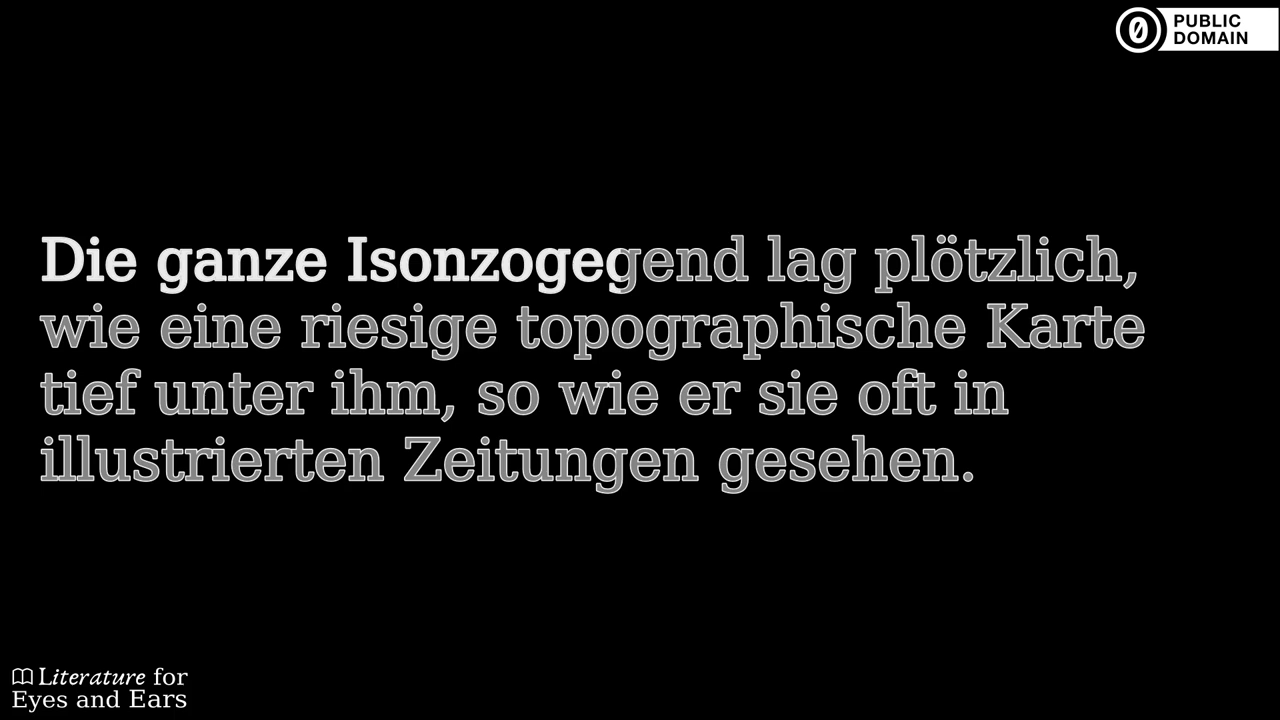 PUBLIC
DOMAIN
Die ganze Isonzogegend lag plötzlich,
wie eine riesige topographische Karte
tief unter ihm, so wie er sie oft in
illustrierten Zeitungen gesehen.
Literature for
Eyes and Ears